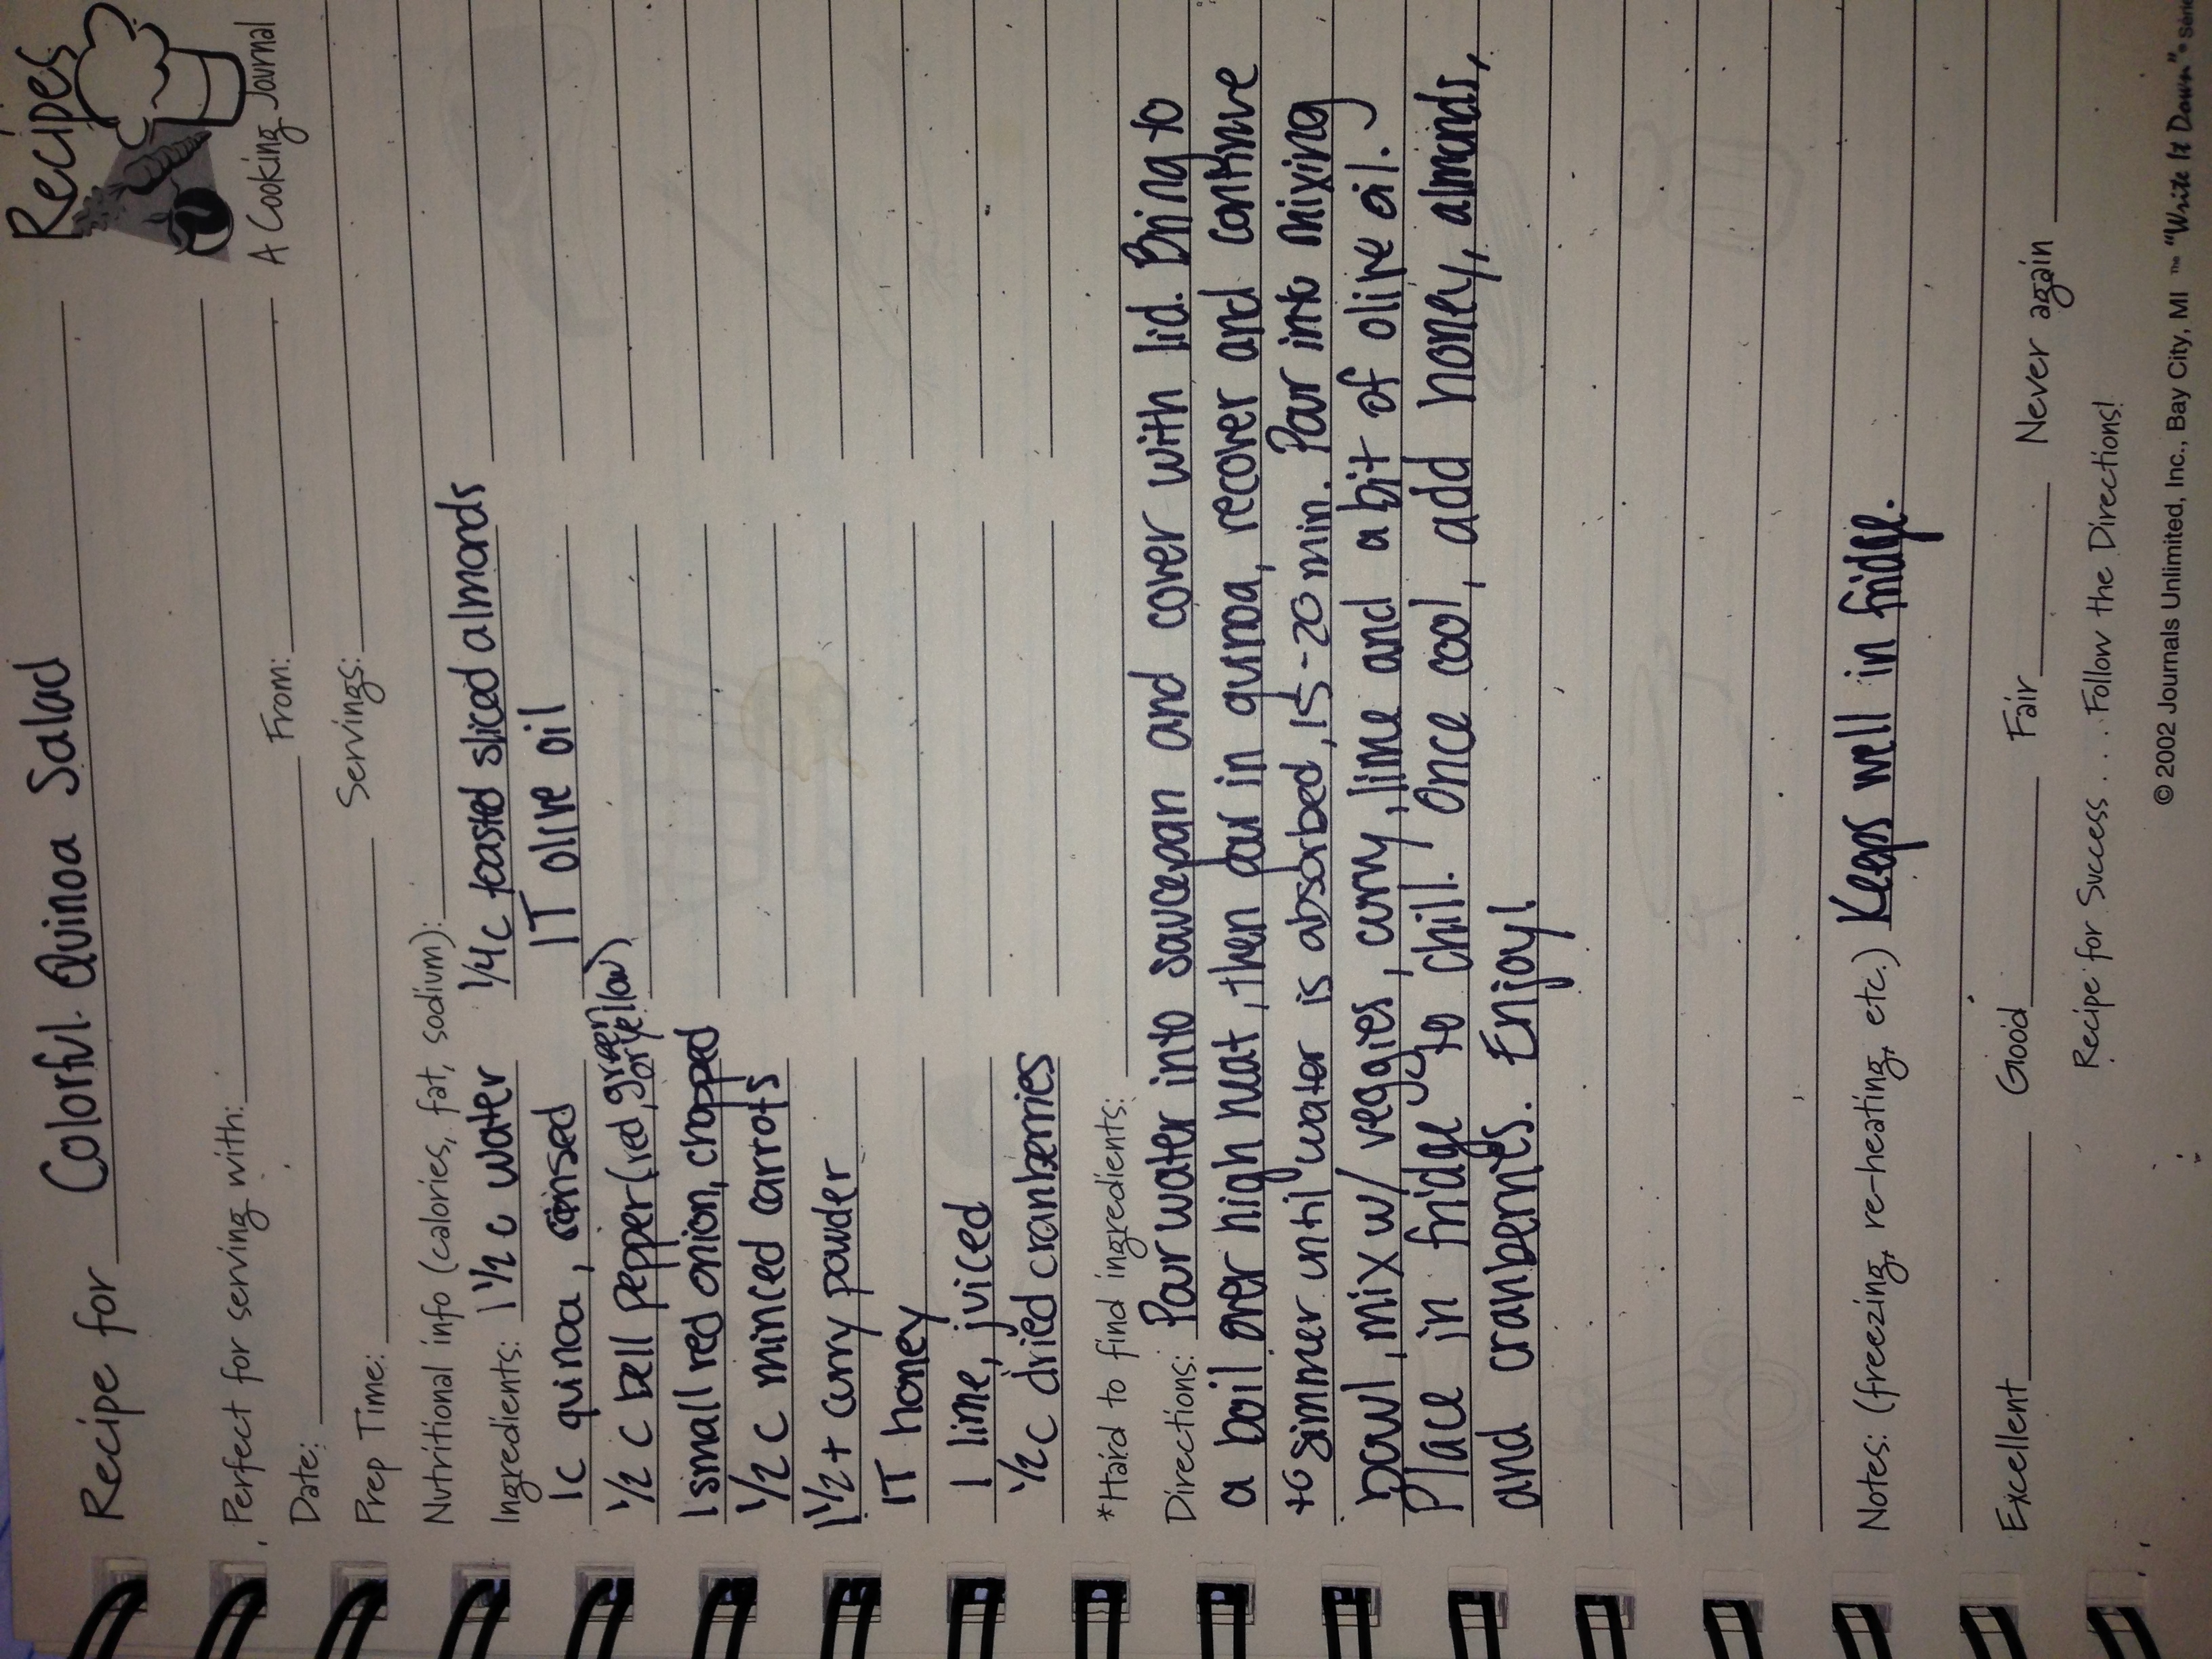 Recipes
Recipe for Colorful Quinoa Salad
A Cooking Journal
Perfect for serving with:
Date: From:
Prep Time: Servings:
Nutritional info (calories, fat, sodium):
Ingredients: 1 1/2 c water 1/4 c toasted sliced almonds
1c quinoa, rinsed 1T olive oil
1/2 c bell pepper (red, green or yellow)
1 small red onion, chopped
1/2 c minced carrots
1 1/2 t curry powder
1T honey
1 lime, juiced
1/2 c dried cranberries
*Hard to find ingredients:
Directions: Pour water into saucepan and cover with lid. Bring to
a boil over high heat, then pour in quinoa, recover and continue
to simmer until water is absorbed, 15-20 min. Pour into mixing
bowl, mix w/ veggies, curry, lime and a bit of olive oil.
Place in fridge to chill. Once cool, add honey, almonds,
and cranberries. Enjoy!
Notes: (freezing, re-heating, etc.) Keeps well in fridge.
Excellent Good Fair Never again
Recipe for Success . . . . Follow the Directions!
© 2002 Journals Unlimited, Inc., Bay City, MI ™ "Write It Down"®